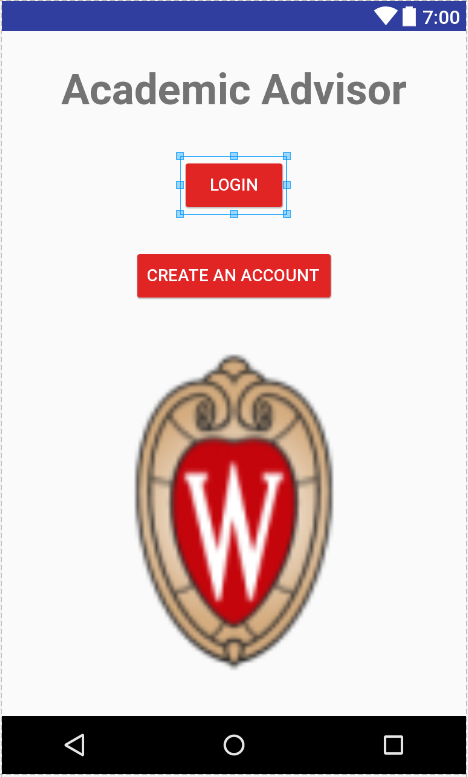 7:00
Academic Advisor
LOGIN
CREATE AN ACCOUNT
W